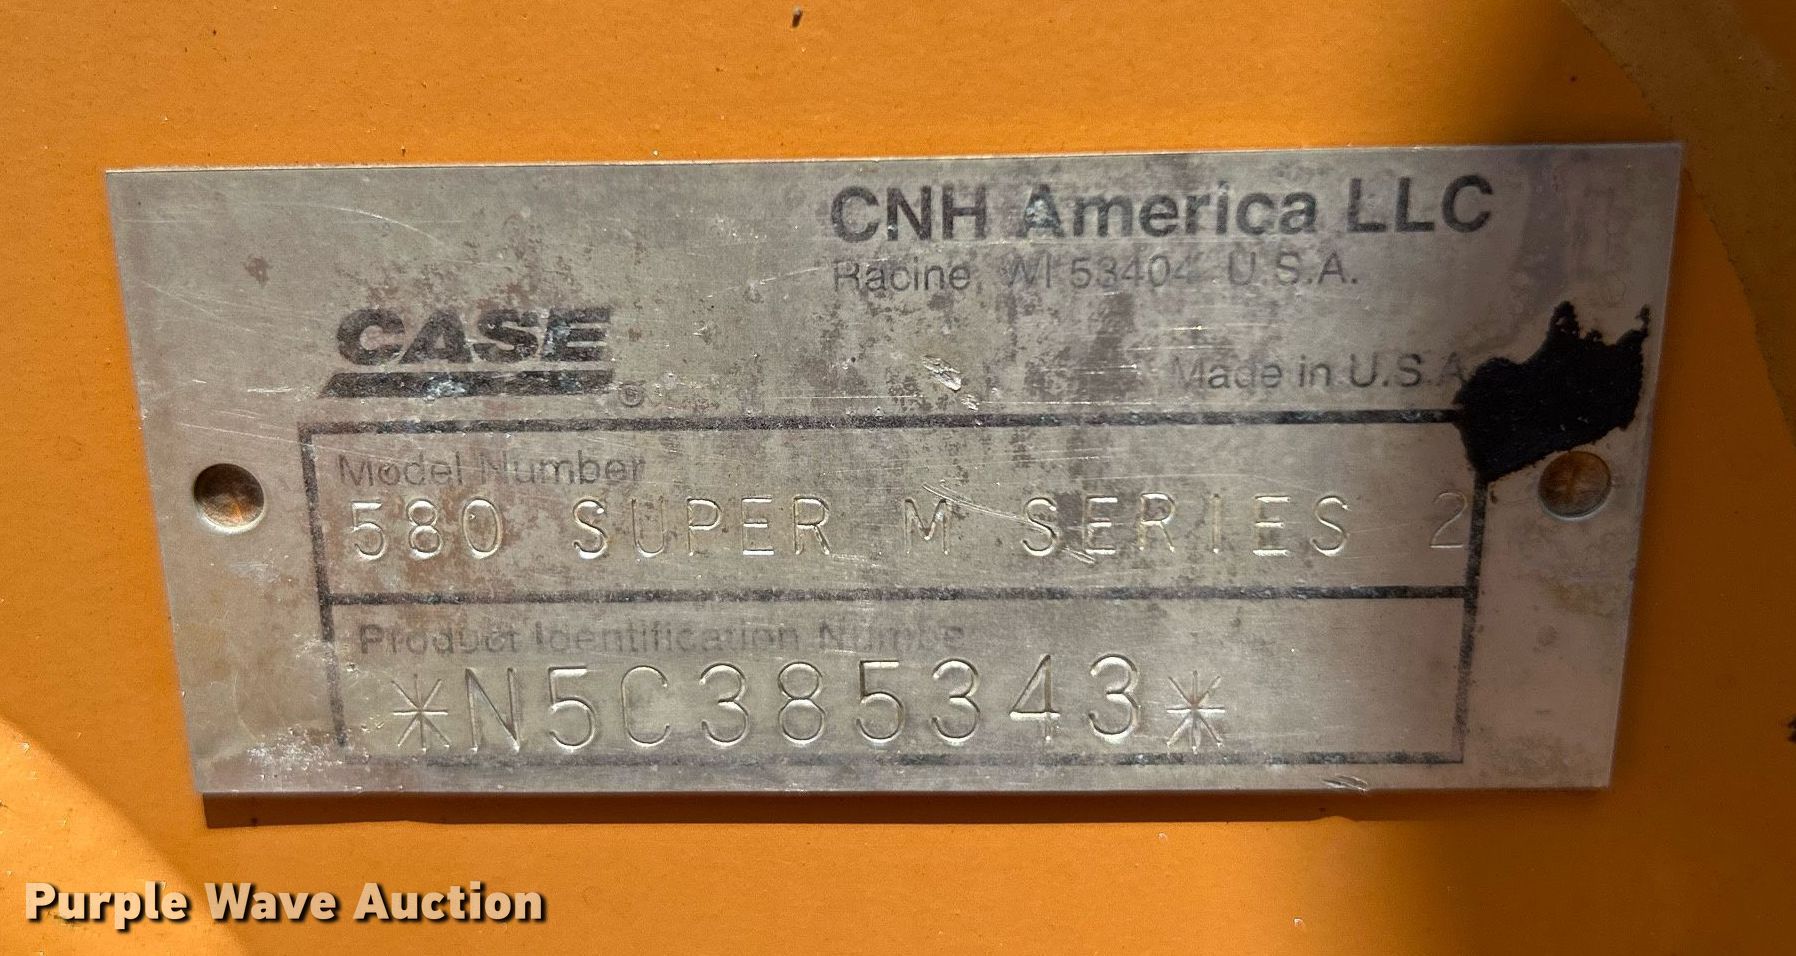 CNH America LLC
Racine, WI 53404 U.S.A.
CASE ®
Made in U.S.A.
Model Number
580 SUPER M SERIES 2
Product Identification Number
*N5C385343*
Purple Wave Auction